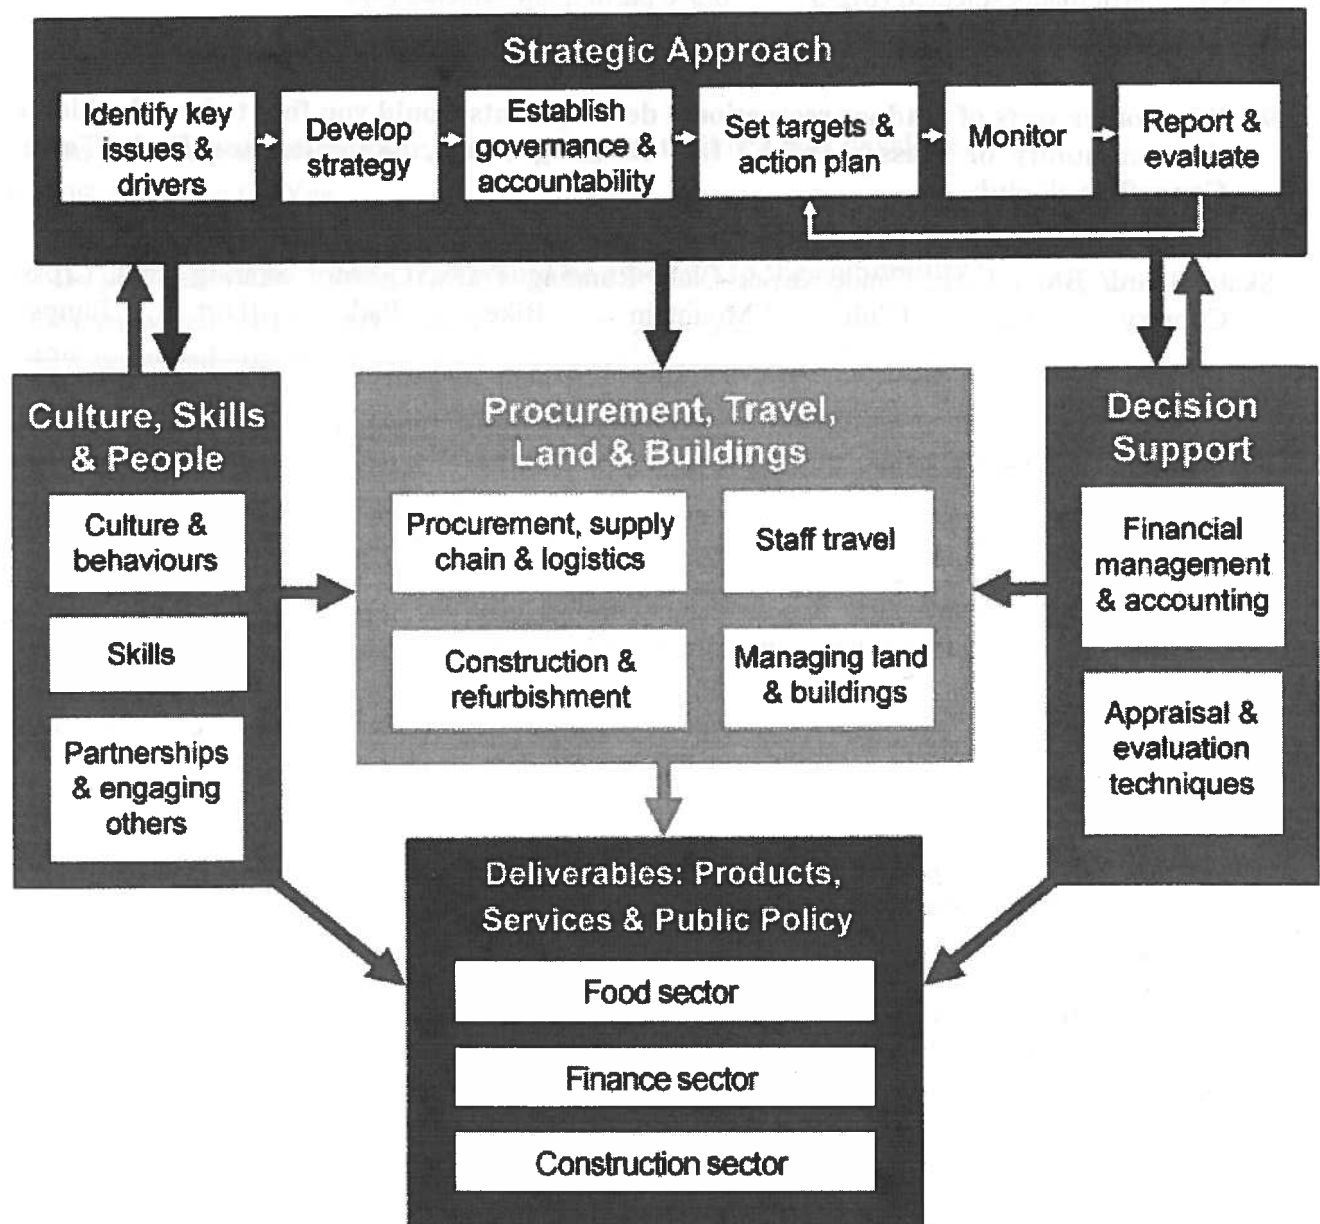 Strategic Approach
Identify key
issues &
drivers
Develop
strategy
Establish
governance &
accountability
Set targets &
action plan
Monitor
Report &
evaluate
Culture, Skills
& People
Culture &
behaviours
Skills
Partnerships
& engaging
others
Procurement, Travel,
Land & Buildings
Procurement, supply
chain & logistics
Staff travel
Construction &
refurbishment
Managing land
& buildings
Decision
Support
Financial
management
& accounting
Appraisal &
evaluation
techniques
Deliverables: Products,
Services & Public Policy
Food sector
Finance sector
Construction sector